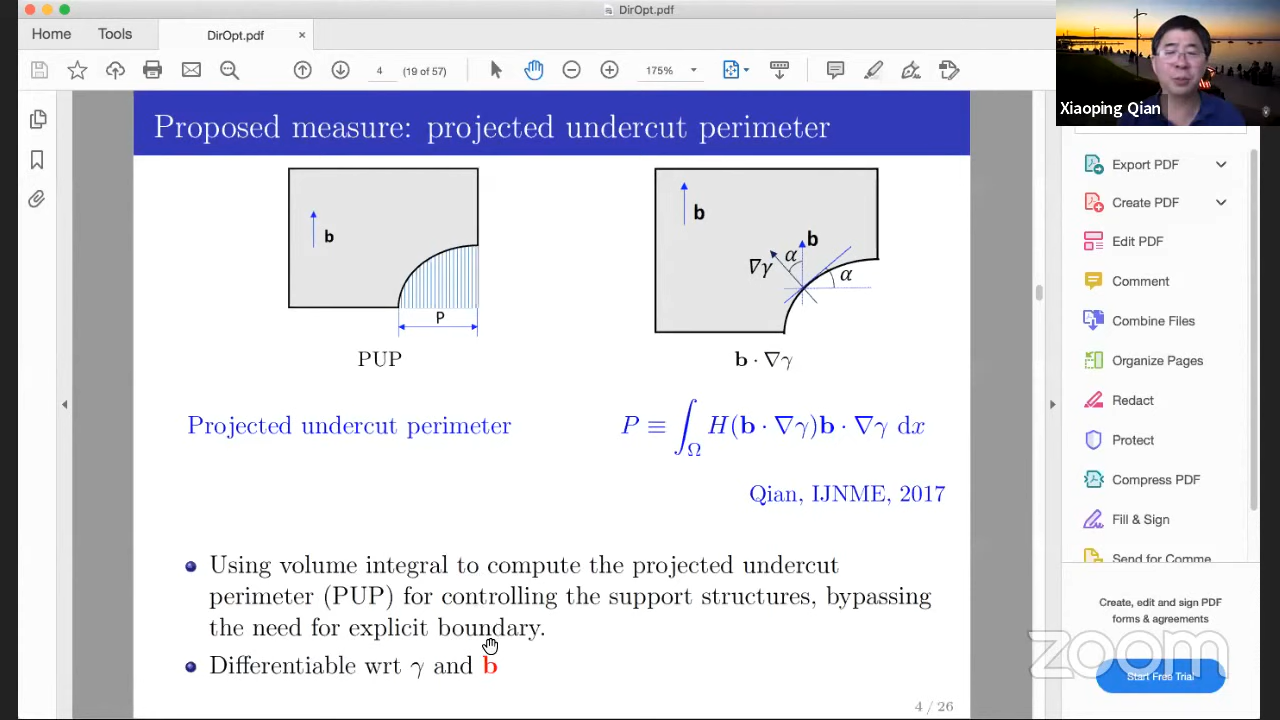 DirOpt.pdf
Home Tools DirOpt.pdf ×
4 (19 of 57) 175%
Xiaoping Qian
Proposed measure: projected undercut perimeter
b
P
PUP
b
b
∇γ
α
α
b · ∇γ
Projected undercut perimeter
P ≡ ∫_Ω H(b · ∇γ)b · ∇γ dx
Qian, IJNME, 2017
Using volume integral to compute the projected undercut
perimeter (PUP) for controlling the support structures, bypassing
the need for explicit boundary.
Differentiable wrt γ and b
4 / 26
Export PDF
Create PDF
Edit PDF
Comment
Combine Files
Organize Pages
Redact
Protect
Compress PDF
Fill & Sign
Send for Comme
Create, edit and sign PDF
forms & agreements
Start Free Trial
zoom